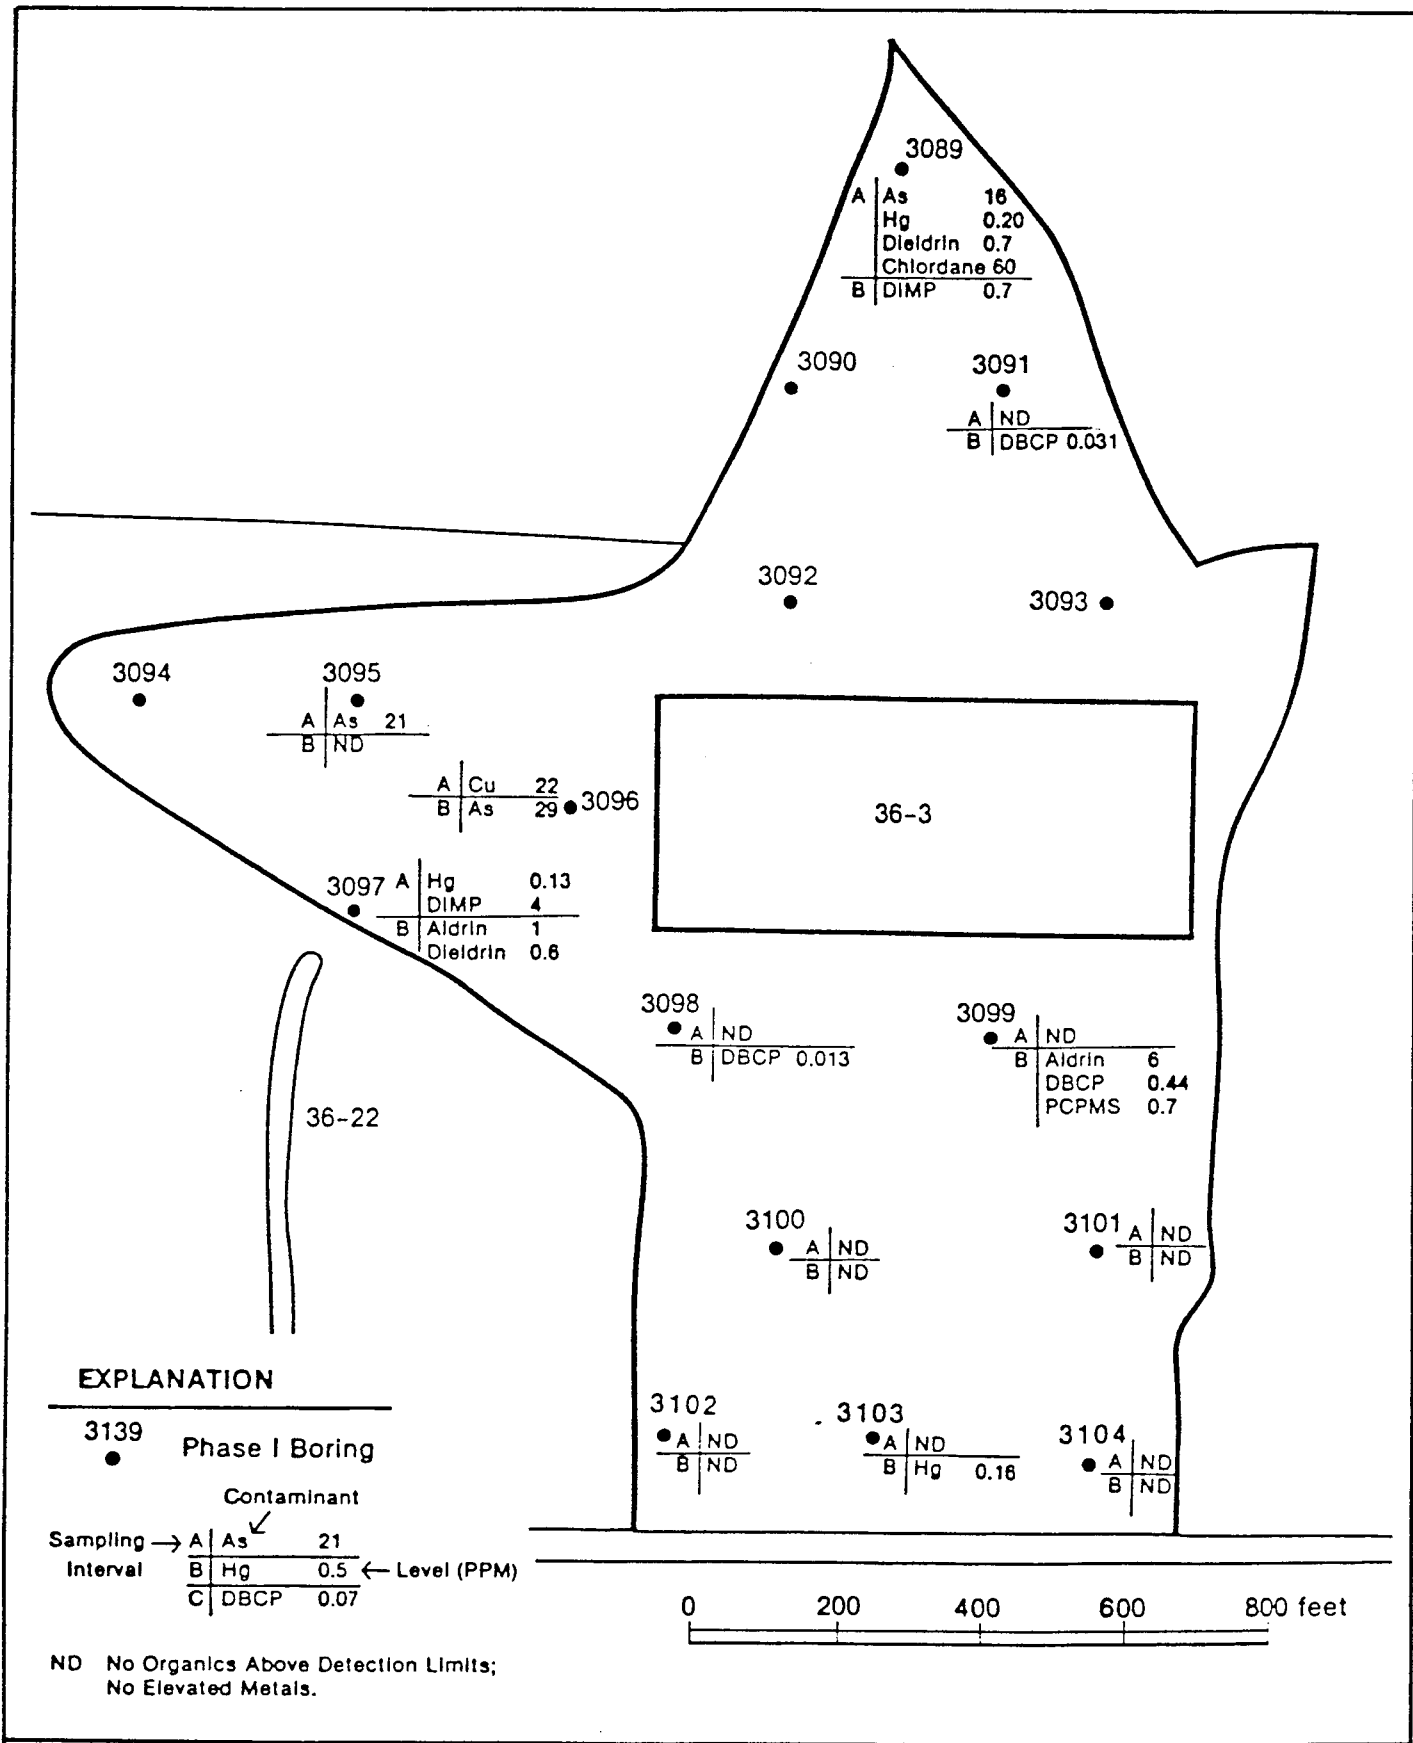 3089
A As 16
Hg 0.20
Dieldrin 0.7
Chlordane 60
B DIMP 0.7
3090
3091
A ND
B DBCP 0.031
3092
3093
3094
3095
A As 21
B ND
A Cu 22
B As 29
3096
36-3
3097
A Hg 0.13
DIMP 4
B Aldrin 1
Dieldrin 0.6
3098
A ND
B DBCP 0.013
3099
A ND
B Aldrin 6
DBCP 0.44
PCPMS 0.7
36-22
3100
A ND
B ND
3101
A ND
B ND
3102
A ND
B ND
3103
A ND
B Hg 0.16
3104
A ND
B ND
EXPLANATION
3139
Phase I Boring
Contaminant
Sampling Interval
A As 21
B Hg 0.5
C DBCP 0.07
Level (PPM)
0 200 400 600 800 feet
ND No Organics Above Detection Limits;
No Elevated Metals.